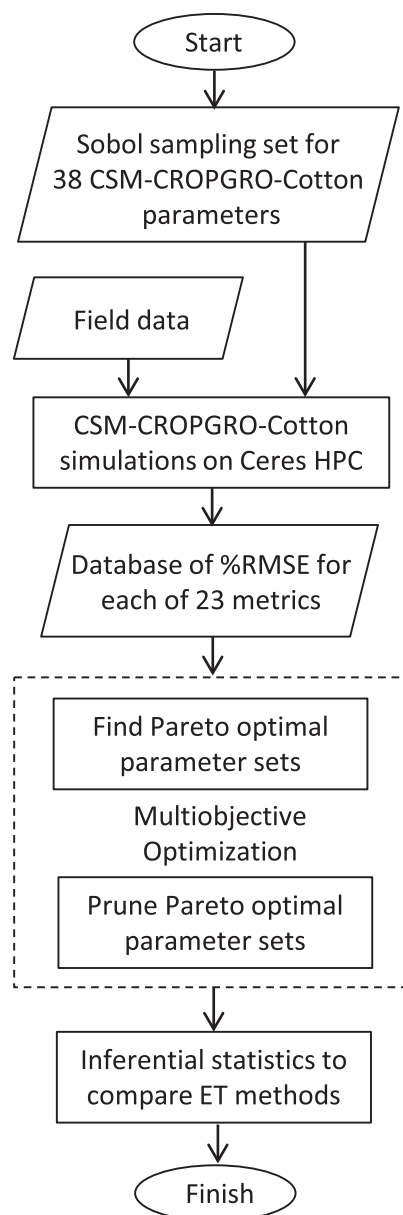 Start
Sobol sampling set for
38 CSM-CROPGRO-Cotton
parameters
Field data
CSM-CROPGRO-Cotton
simulations on Ceres HPC
Database of %RMSE for
each of 23 metrics
Find Pareto optimal
parameter sets
Multiobjective
Optimization
Prune Pareto optimal
parameter sets
Inferential statistics to
compare ET methods
Finish